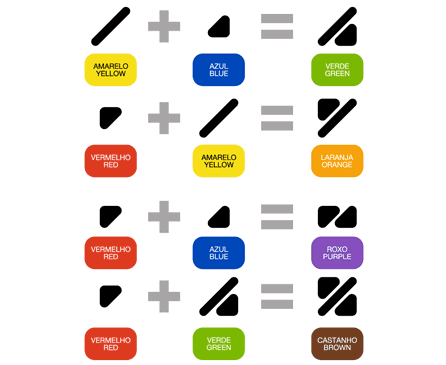 AMARELO
YELLOW
AZUL
BLUE
VERDE
GREEN
VERMELHO
RED
AMARELO
YELLOW
LARANJA
ORANGE
VERMELHO
RED
AZUL
BLUE
ROXO
PURPLE
VERMELHO
RED
VERDE
GREEN
CASTANHO
BROWN